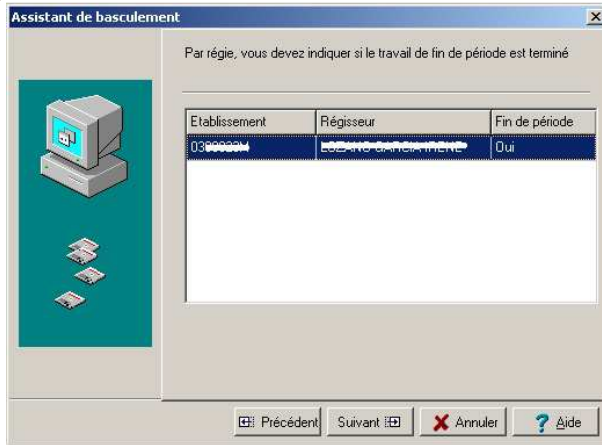 Assistant de basculement
Par régie, vous devez indiquer si le travail de fin de période est terminé
Etablissement Régisseur Fin de période
Oui
Précédent Suivant Annuler Aide